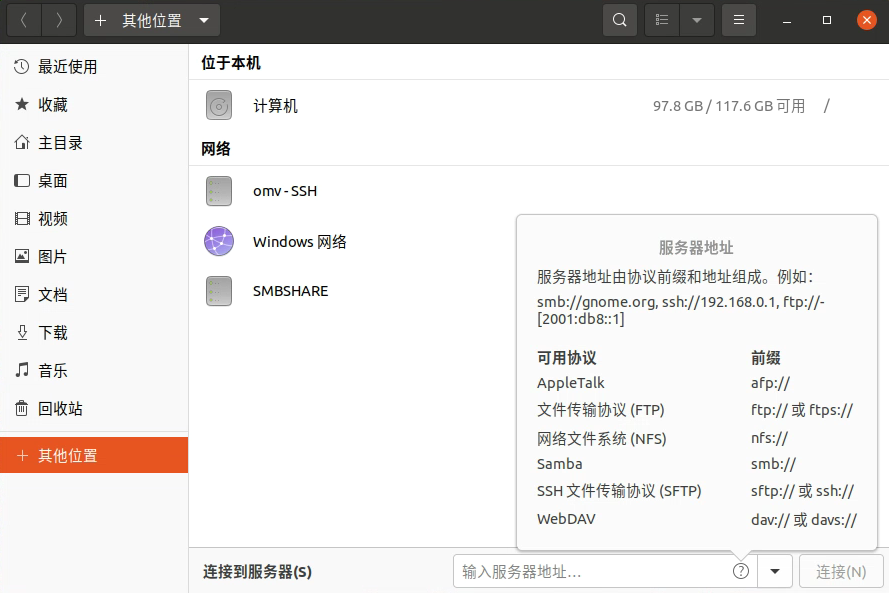 其他位置
最近使用
收藏
主目录
桌面
视频
图片
文档
下载
音乐
回收站
其他位置
位于本机
计算机 97.8 GB / 117.6 GB 可用 /
网络
omv - SSH
Windows 网络
SMBSHARE
服务器地址
服务器地址由协议前缀和地址组成。例如：
smb://gnome.org, ssh://192.168.0.1, ftp://-
[2001:db8::1]
可用协议 前缀
AppleTalk afp://
文件传输协议 (FTP) ftp:// 或 ftps://
网络文件系统 (NFS) nfs://
Samba smb://
SSH 文件传输协议 (SFTP) sftp:// 或 ssh://
WebDAV dav:// 或 davs://
连接到服务器(S) 输入服务器地址… ? 连接(N)